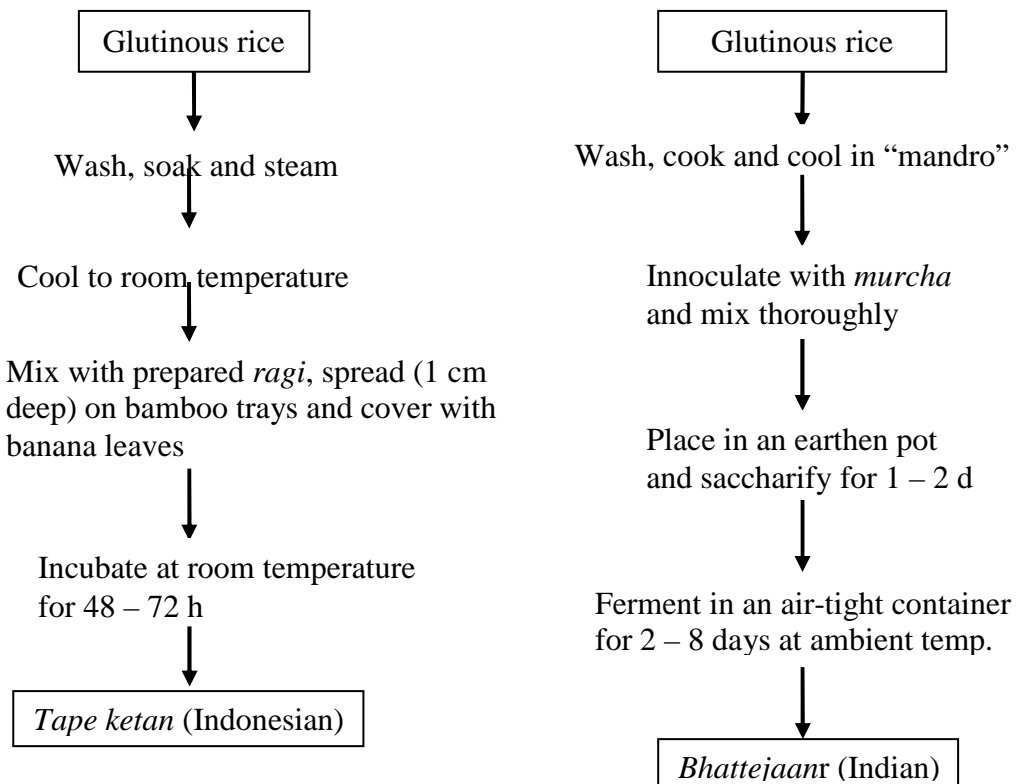 Glutinous rice
Wash, soak and steam
Cool to room temperature
Mix with prepared ragi, spread (1 cm
deep) on bamboo trays and cover with
banana leaves
Incubate at room temperature
for 48 – 72 h
Tape ketan (Indonesian)
Glutinous rice
Wash, cook and cool in “mandro”
Innoculate with murcha
and mix thoroughly
Place in an earthen pot
and saccharify for 1 – 2 d
Ferment in an air-tight container
for 2 – 8 days at ambient temp.
Bhattejaanr (Indian)